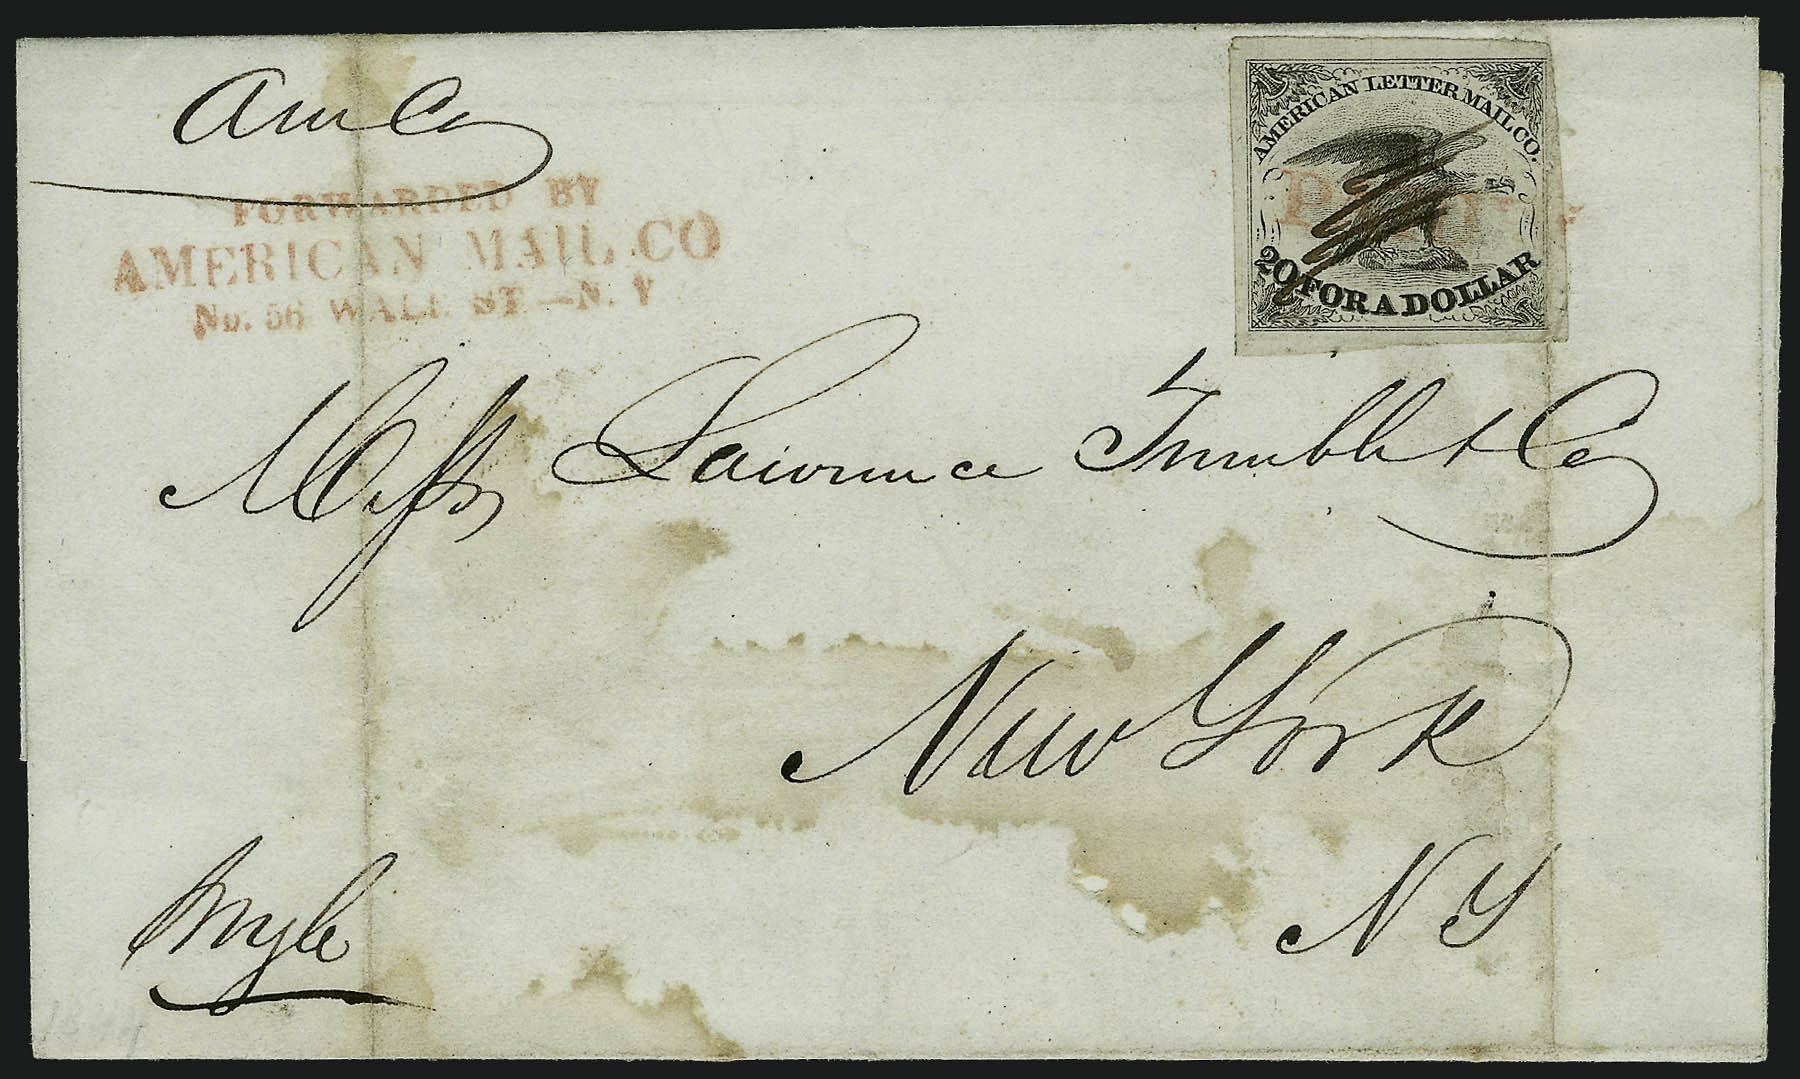 Am Co
FORWARDED BY
AMERICAN MAIL CO
No. 56 WALL ST.—N. Y
AMERICAN LETTER MAIL CO.
20 FOR A DOLLAR
Messrs Lawrence Trimble & Co
New York
N Y
Single